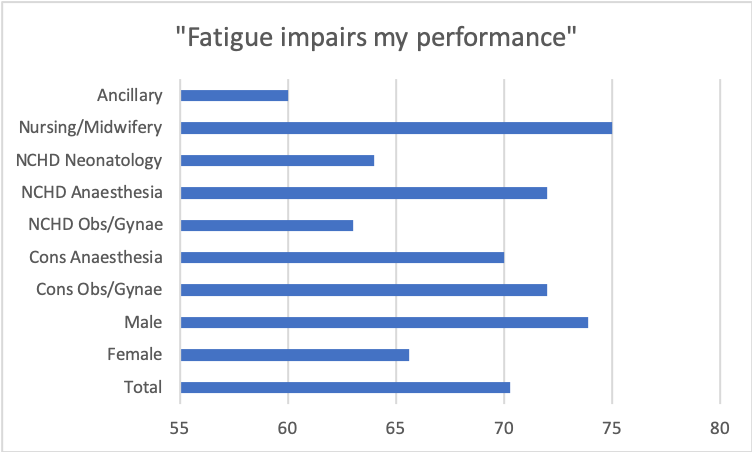 "Fatigue impairs my performance"
Ancillary
Nursing/Midwifery
NCHD Neonatology
NCHD Anaesthesia
NCHD Obs/Gynae
Cons Anaesthesia
Cons Obs/Gynae
Male
Female
Total
55 60 65 70 75 80